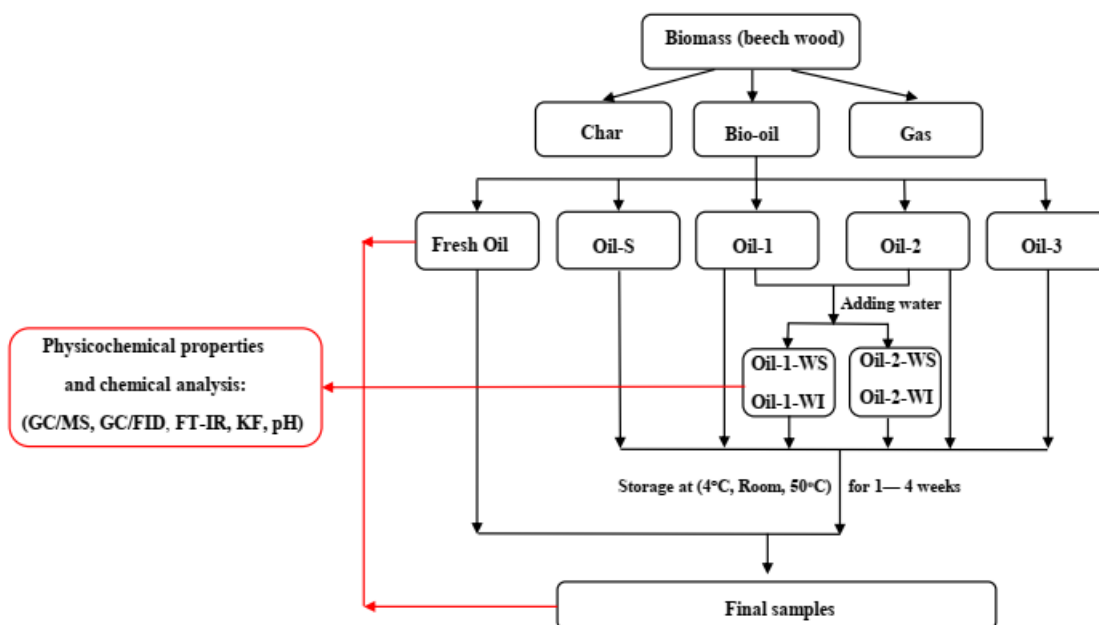 Biomass (beech wood)
Char
Bio-oil
Gas
Fresh Oil
Oil-S
Oil-1
Oil-2
Oil-3
Adding water
Physicochemical properties
and chemical analysis:
(GC/MS, GC/FID, FT-IR, KF, pH)
Oil-1-WS
Oil-1-WI
Oil-2-WS
Oil-2-WI
Storage at (4°C, Room, 50°C) for 1— 4 weeks
Final samples